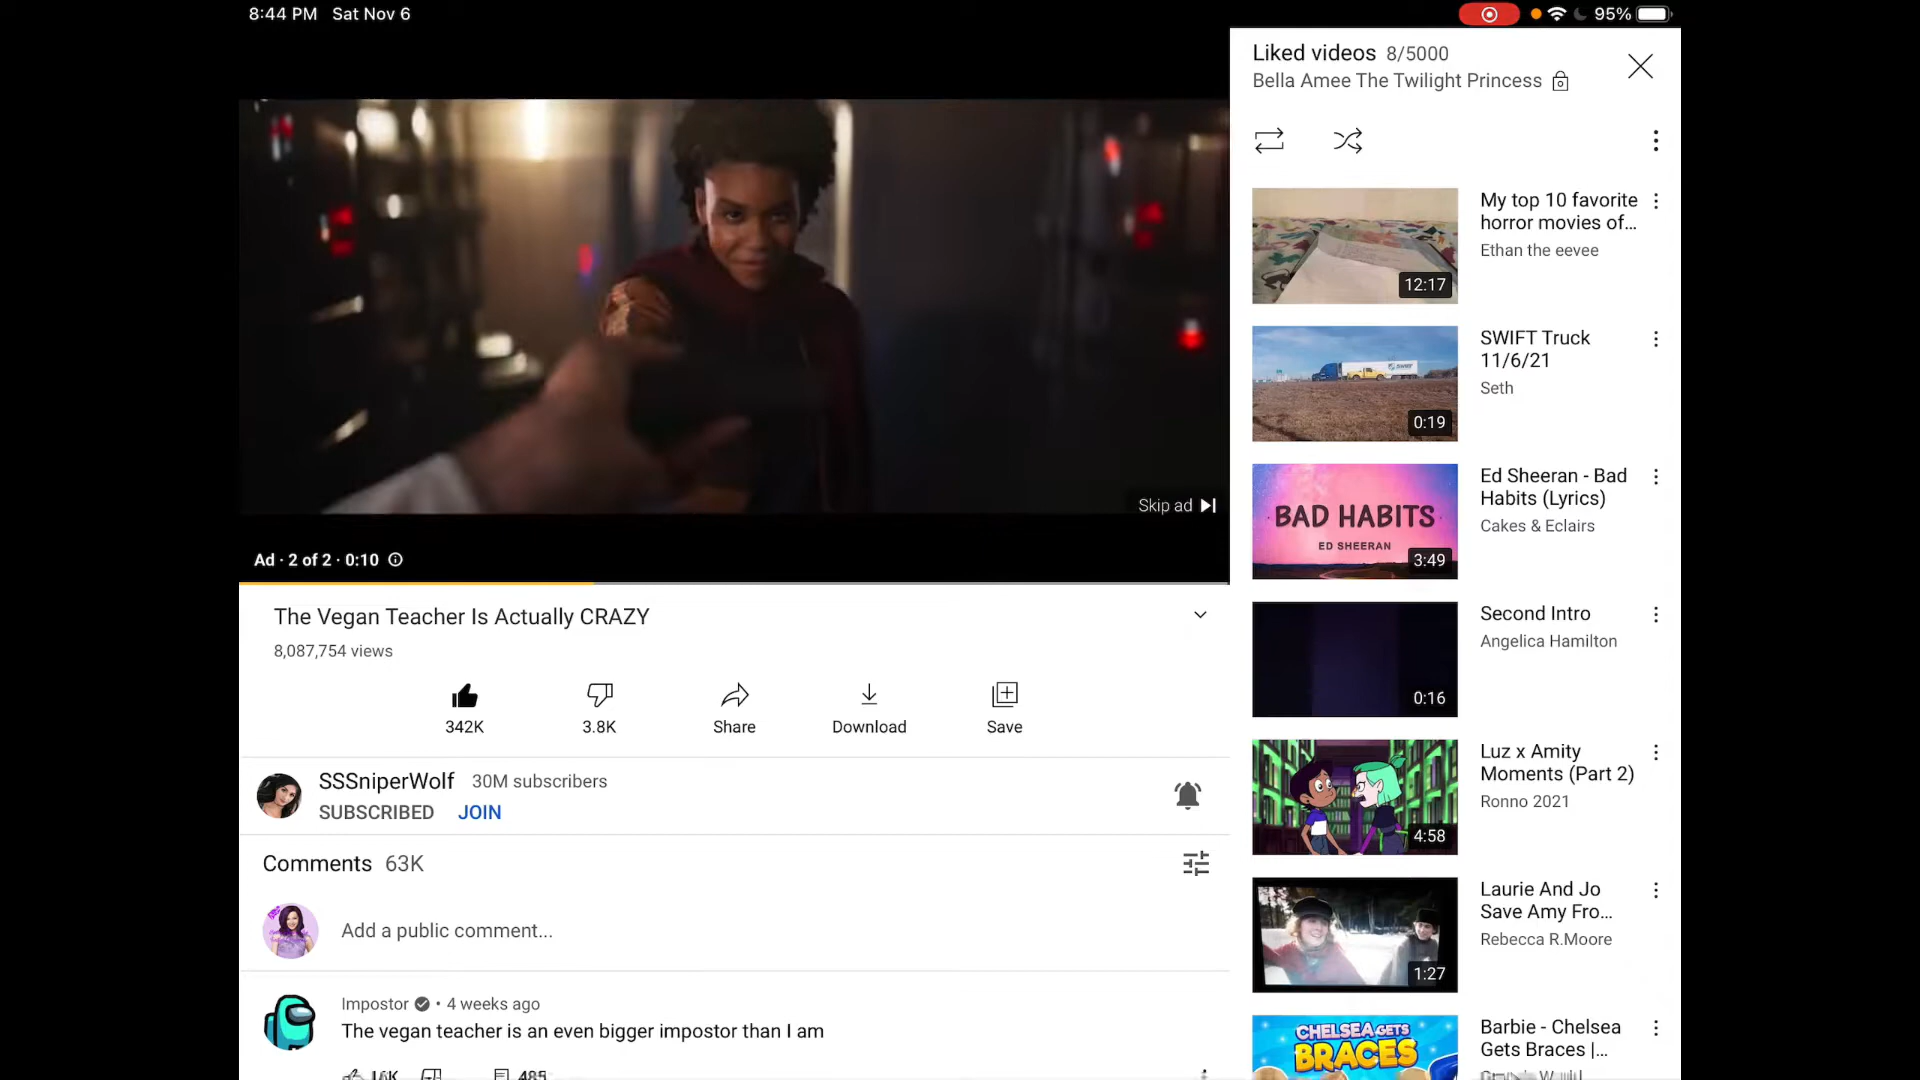 8:44 PM Sat Nov 6
95%
Skip ad
Ad · 2 of 2 · 0:10
The Vegan Teacher Is Actually CRAZY
8,087,754 views
342K
3.8K
Share
Download
Save
SSSniperWolf 30M subscribers
SUBSCRIBED JOIN
Comments 63K
Add a public comment...
Impostor • 4 weeks ago
The vegan teacher is an even bigger impostor than I am
16K 485
Liked videos 8/5000
Bella Amee The Twilight Princess
12:17
My top 10 favorite
horror movies of...
Ethan the eevee
SWIFT
0:19
SWIFT Truck
11/6/21
Seth
BAD HABITS
ED SHEERAN
3:49
Ed Sheeran - Bad
Habits (Lyrics)
Cakes & Eclairs
0:16
Second Intro
Angelica Hamilton
4:58
Luz x Amity
Moments (Part 2)
Ronno 2021
1:27
Laurie And Jo
Save Amy Fro...
Rebecca R.Moore
CHELSEA GETS
BRACES
Barbie - Chelsea
Gets Braces |...